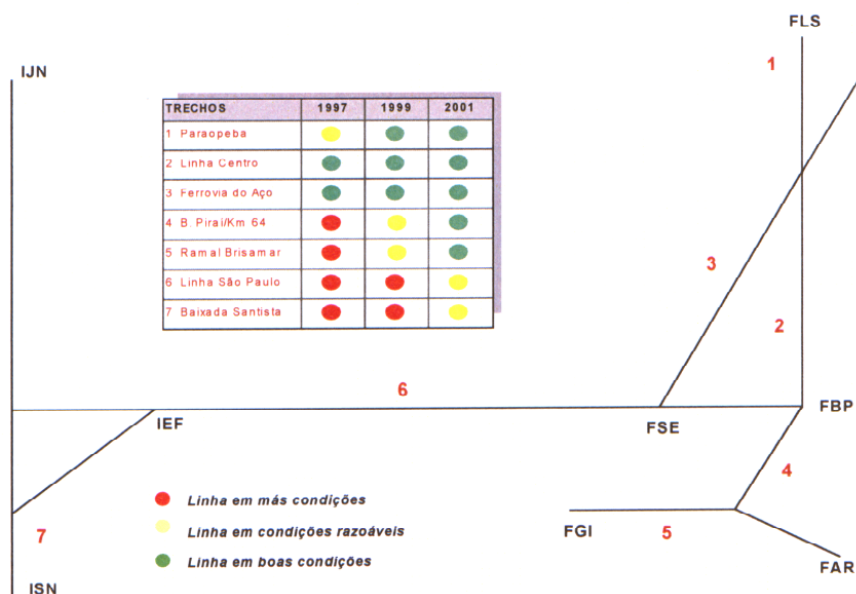 FLS
1
IJN
TRECHOS 1997 1999 2001
1 Paraopeba
2 Linha Centro
3 Ferrovia do Aço
4 B. Piraí/Km 64
5 Ramal Brisamar
6 Linha São Paulo
7 Baixada Santista
3
2
6
IEF
FSE
FBP
4
Linha em más condições
Linha em condições razoáveis
Linha em boas condições
7
FGI
5
FAR
ISN